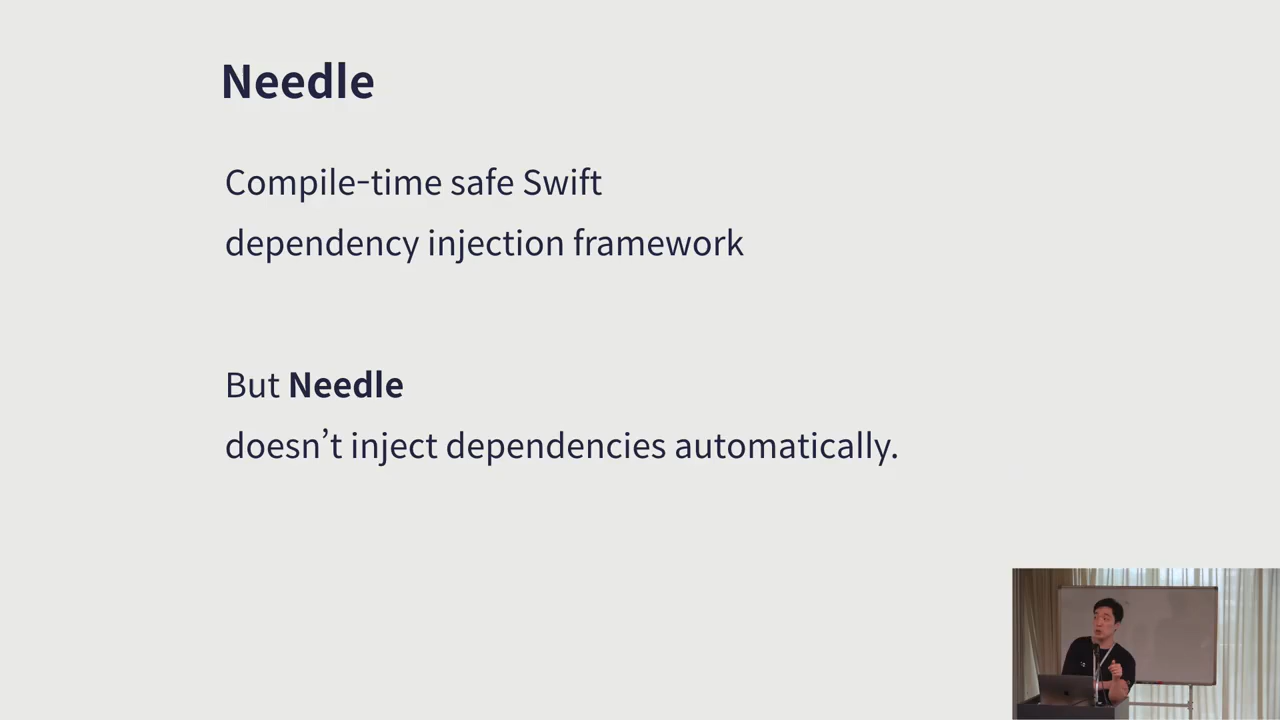 Needle
Compile-time safe Swift
dependency injection framework
But Needle
doesn’t inject dependencies automatically.